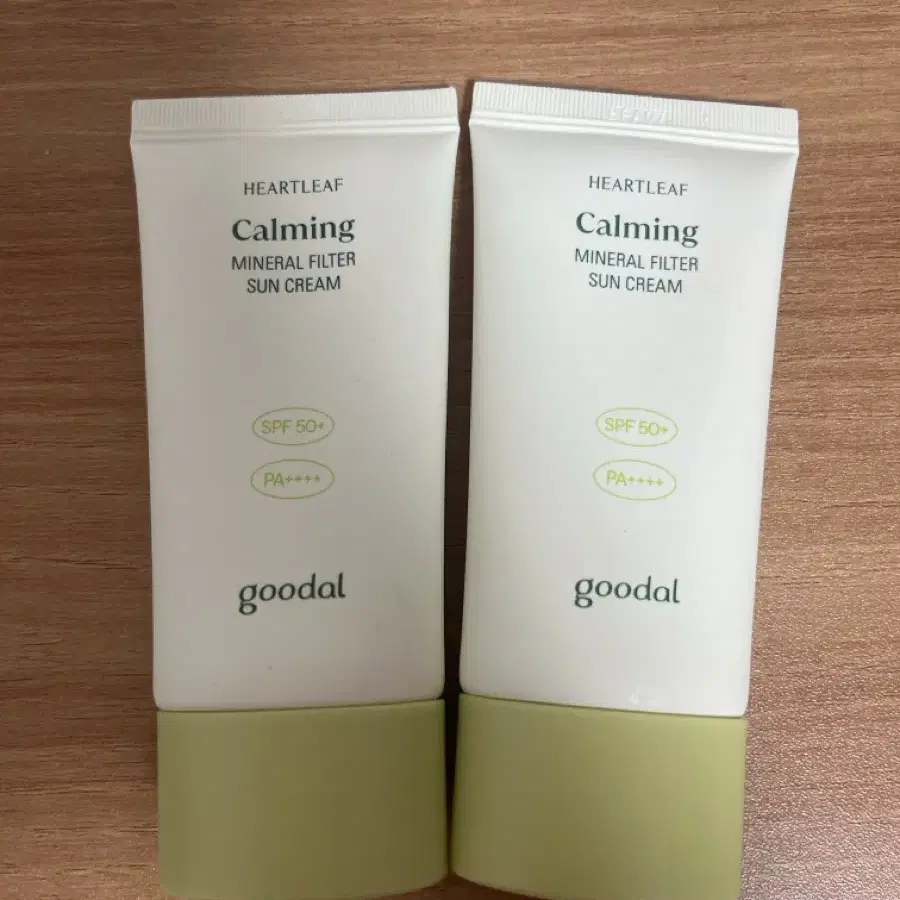 HEARTLEAF
Calming
MINERAL FILTER
SUN CREAM
SPF 50+
PA++++
goodal
HEARTLEAF
Calming
MINERAL FILTER
SUN CREAM
SPF 50+
PA++++
goodal